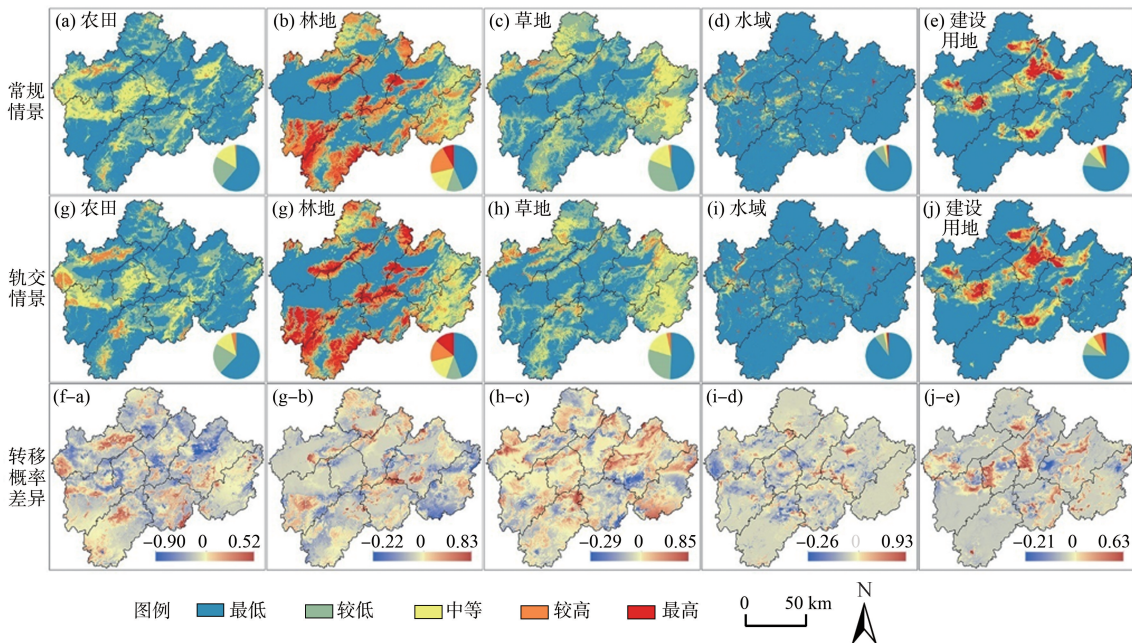 (a) 农田
(b) 林地
(c) 草地
(d) 水域
(e) 建设
用地
常规
情景
(g) 农田
(g) 林地
(h) 草地
(i) 水域
(j) 建设
用地
轨交
情景
(f−a)
(g−b)
(h−c)
(i−d)
(j−e)
转移
概率
差异
−0.90 0 0.52
−0.22 0 0.83
−0.29 0 0.85
−0.26 0 0.93
−0.21 0 0.63
图例 最低 较低 中等 较高 最高
0 50 km
N